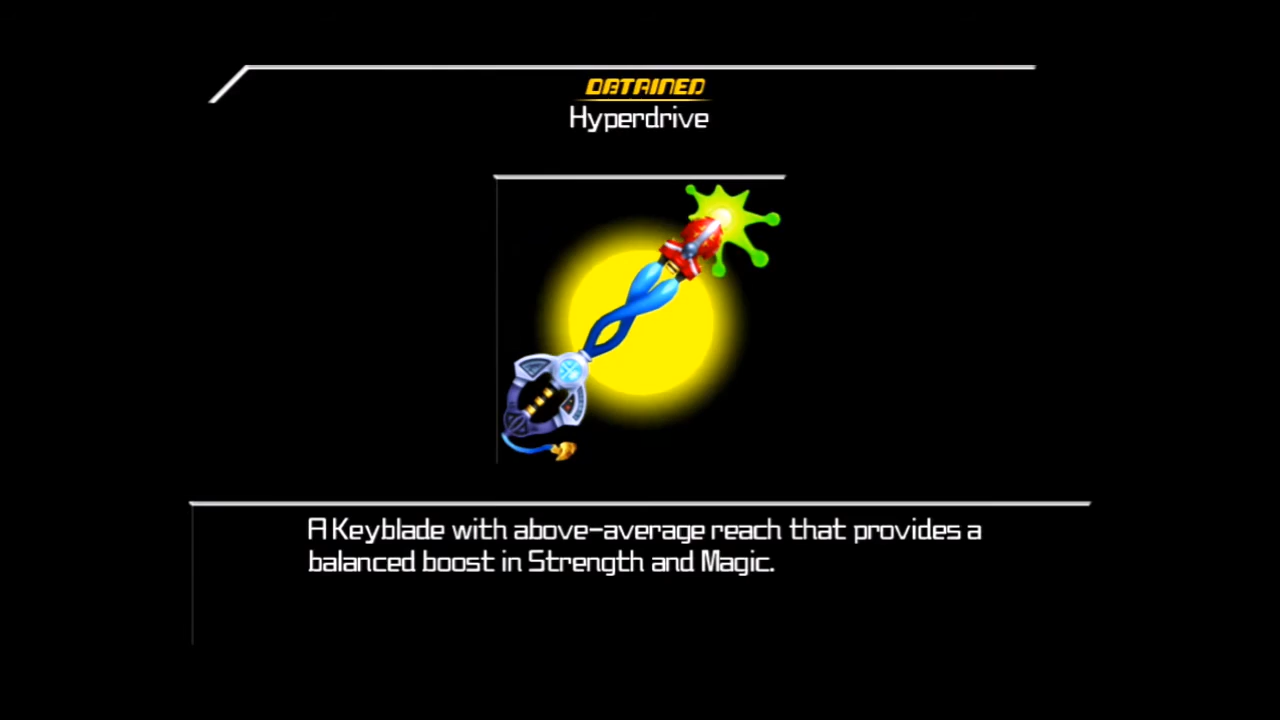 OBTAINED
Hyperdrive
A Keyblade with above-average reach that provides a
balanced boost in Strength and Magic.